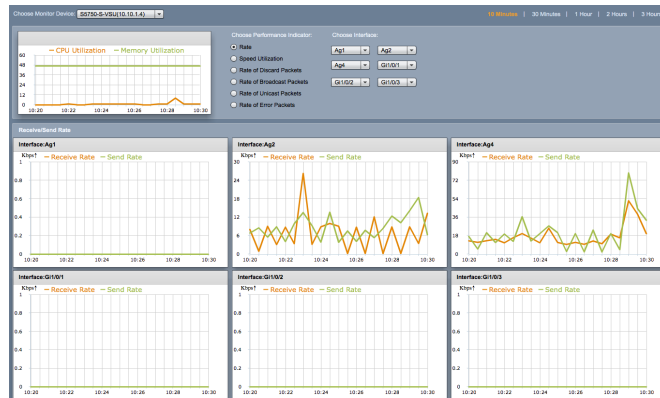 Choose Monitor Device: S5750-S-VSU(10.10.1.4)
10 Minutes | 30 Minutes | 1 Hour | 2 Hours | 3 Hour
CPU Utilization Memory Utilization
60
48
36
24
12
0
10:20 10:22 10:24 10:26 10:28 10:30
Choose Performance Indicator:
Rate
Speed Utilization
Rate of Discard Packets
Rate of Broadcast Packets
Rate of Unicast Packets
Rate of Error Packets
Choose Interface:
Ag1 Ag2
Ag4 Gi1/0/1
Gi1/0/2 Gi1/0/3
Receive/Send Rate
Interface:Ag1
Kbps↑ Receive Rate Send Rate
1
0.8
0.6
0.4
0.2
0
10:20 10:22 10:24 10:26 10:28 10:30
Interface:Ag2
Kbps↑ Receive Rate Send Rate
30
24
18
12
6
0
10:20 10:22 10:24 10:26 10:28 10:30
Interface:Ag4
Kbps↑ Receive Rate Send Rate
90
72
54
36
18
0
10:20 10:22 10:24 10:26 10:28 10:30
Interface:Gi1/0/1
Kbps↑ Receive Rate Send Rate
1
0.8
0.6
0.4
0.2
0
10:20 10:22 10:24 10:26 10:28 10:30
Interface:Gi1/0/2
Kbps↑ Receive Rate Send Rate
1
0.8
0.6
0.4
0.2
0
10:20 10:22 10:24 10:26 10:28 10:30
Interface:Gi1/0/3
Kbps↑ Receive Rate Send Rate
1
0.8
0.6
0.4
0.2
0
10:20 10:22 10:24 10:26 10:28 10:30